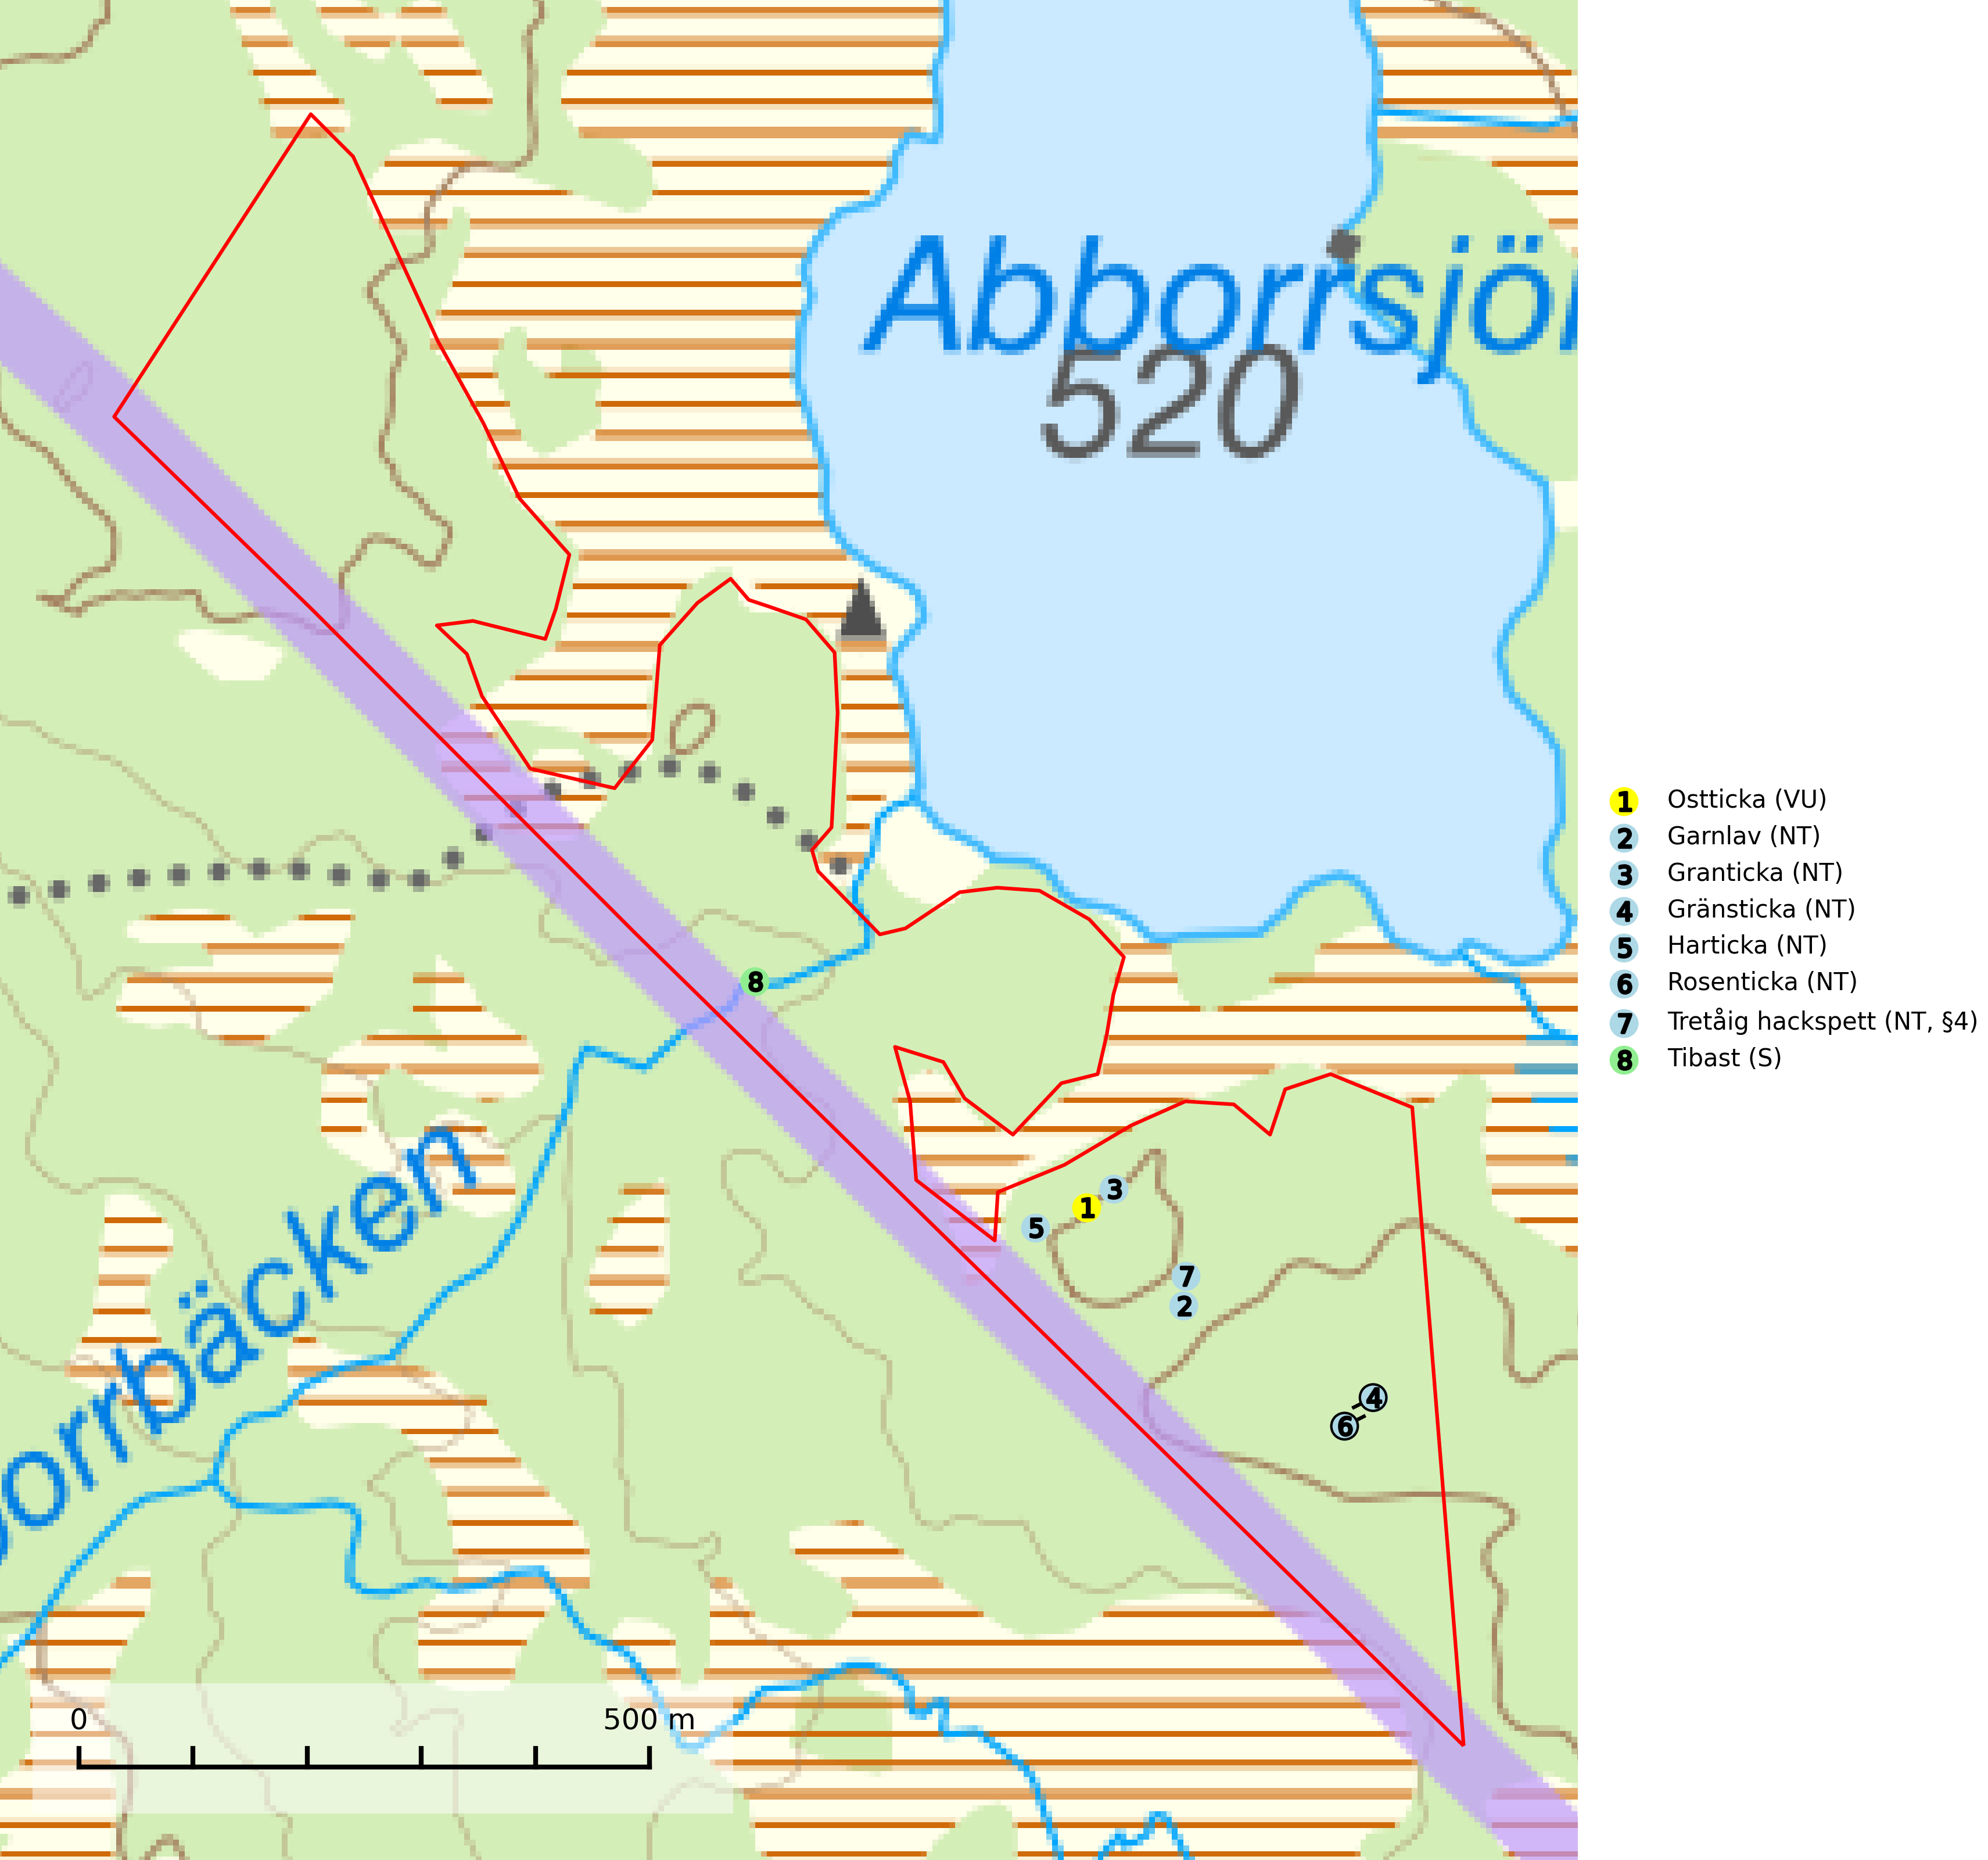 Abborrsjö
520
3
1
5
7
2
4
6
8
orrbäcken
0 500 m
1 Ostticka (VU)
2 Garnlav (NT)
3 Granticka (NT)
4 Gränsticka (NT)
5 Harticka (NT)
6 Rosenticka (NT)
7 Tretåig hackspett (NT, §4)
8 Tibast (S)